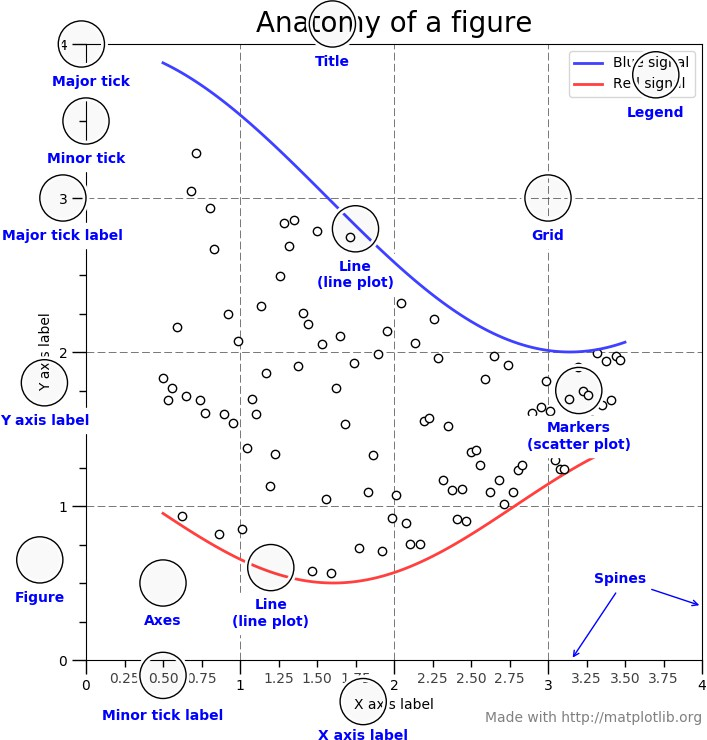 Anatomy of a figure
Title
Blue signal
Red signal
Legend
4
Major tick
Minor tick
3
Major tick label
Grid
Line
(line plot)
Y axis label
2
Y axis label
Markers
(scatter plot)
1
Figure
Axes
Line
(line plot)
Spines
0
0 0.25 0.75 1 1.25 1.50 1.75 2 2.25 2.50 2.75 3 3.25 3.50 3.75 4
Minor tick label
X axis label
X axis label
Made with http://matplotlib.org